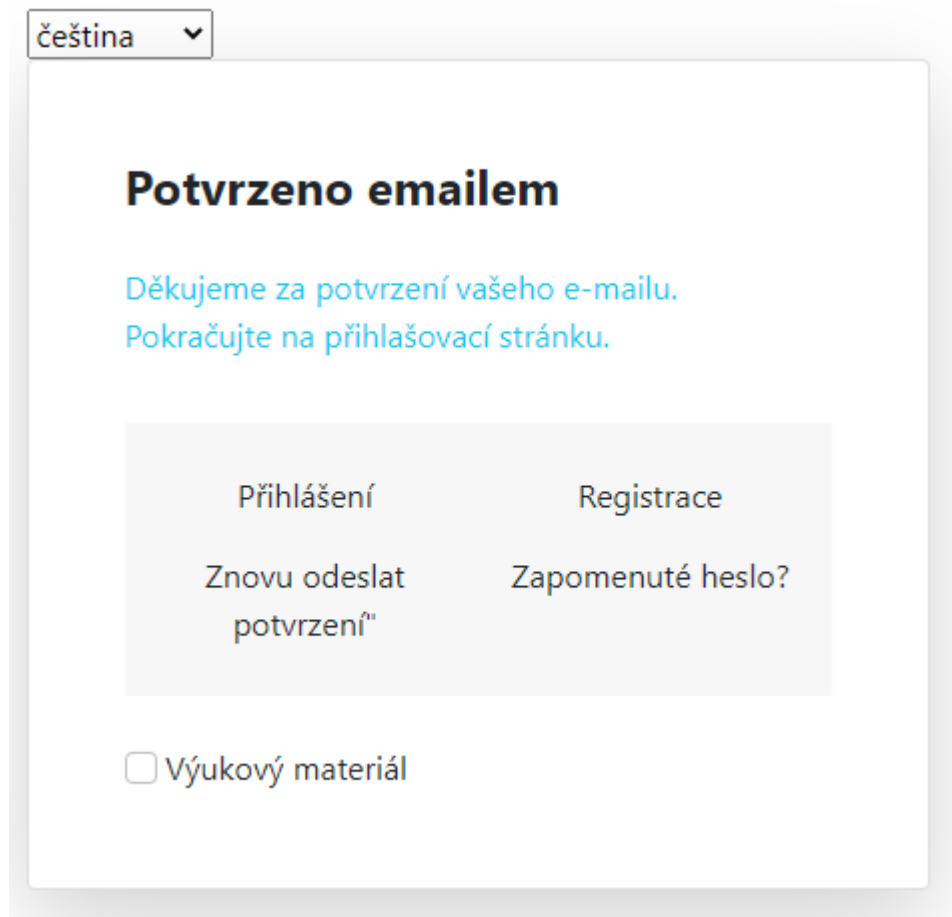 čeština
Potvrzeno emailem
Děkujeme za potvrzení vašeho e-mailu.
Pokračujte na přihlašovací stránku.
Přihlášení
Registrace
Znovu odeslat
potvrzení"
Zapomenuté heslo?
Výukový materiál